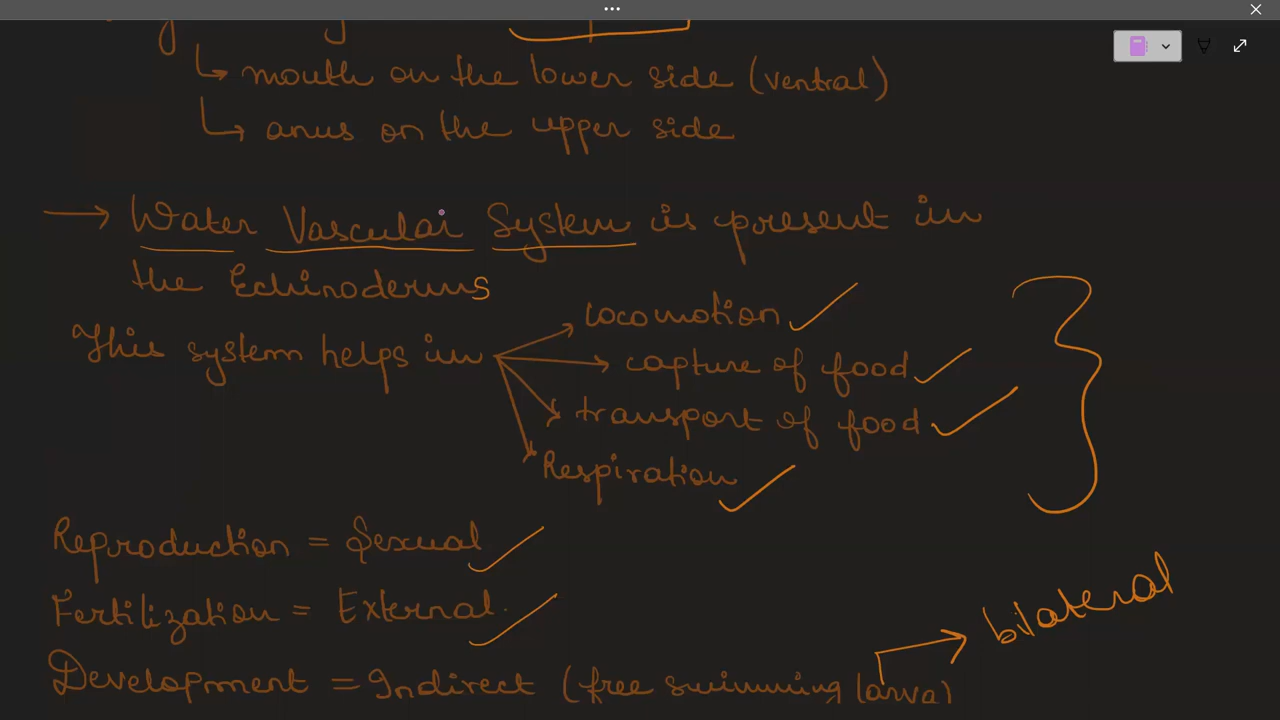 ↳ mouth on the lower side (ventral)
↳ anus on the upper side
→ Water Vascular System is present in
the Echinoderms
This system helps in
locomotion ✓
capture of food ✓
transport of food ✓
Respiration ✓
Reproduction = Sexual ✓
Fertilization = External. ✓
bilateral
Development = Indirect (free swimming larva)